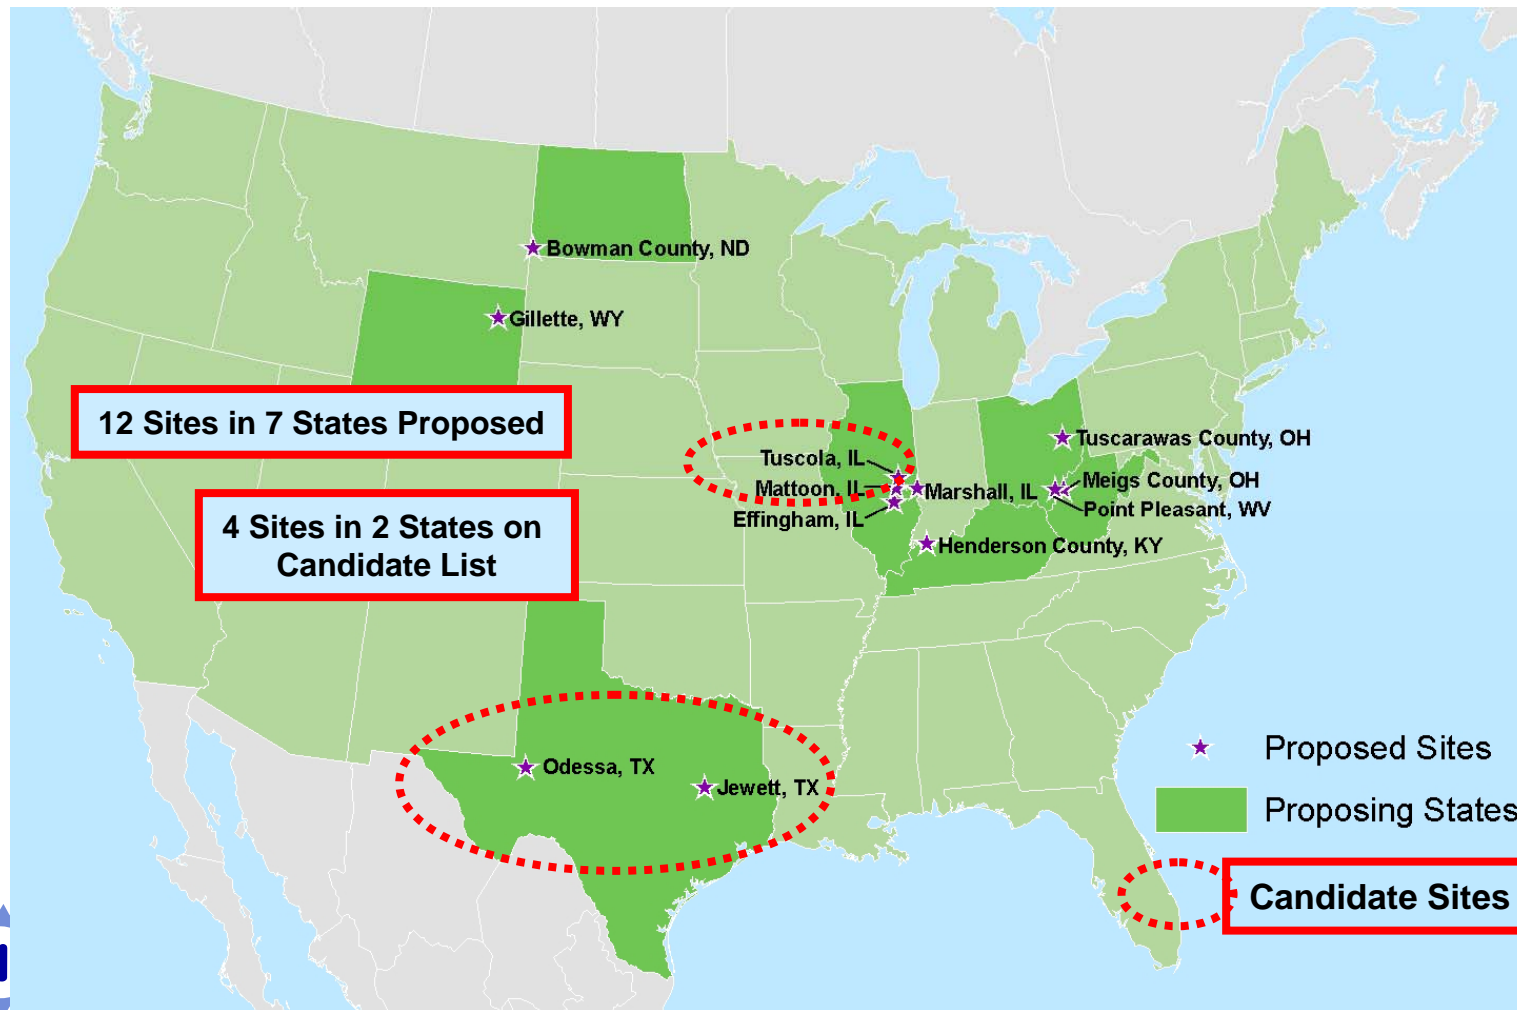 Bowman County, ND
Gillette, WY
12 Sites in 7 States Proposed
4 Sites in 2 States on
Candidate List
Tuscola, IL
Mattoon, IL
Effingham, IL
Marshall, IL
Henderson County, KY
Tuscarawas County, OH
Meigs County, OH
Point Pleasant, WV
Odessa, TX
Jewett, TX
Proposed Sites
Proposing States
Candidate Sites